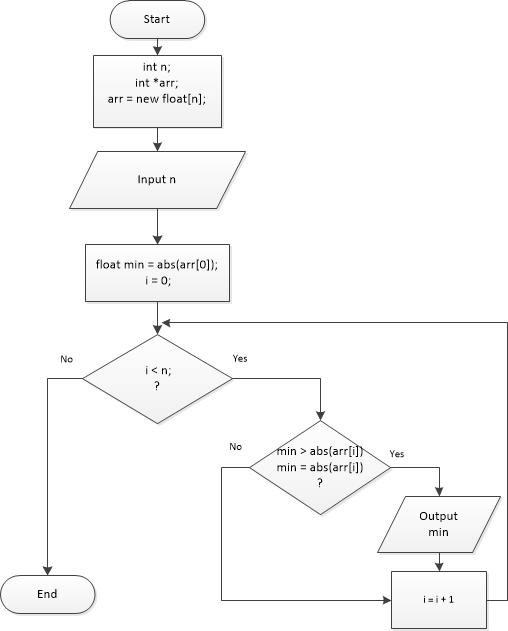 Start
int n;
int *arr;
arr = new float[n];
Input n
float min = abs(arr[0]);
i = 0;
No
Yes
i < n;
?
No
Yes
min > abs(arr[i])
min = abs(arr[i])
?
Output
min
End
i = i + 1